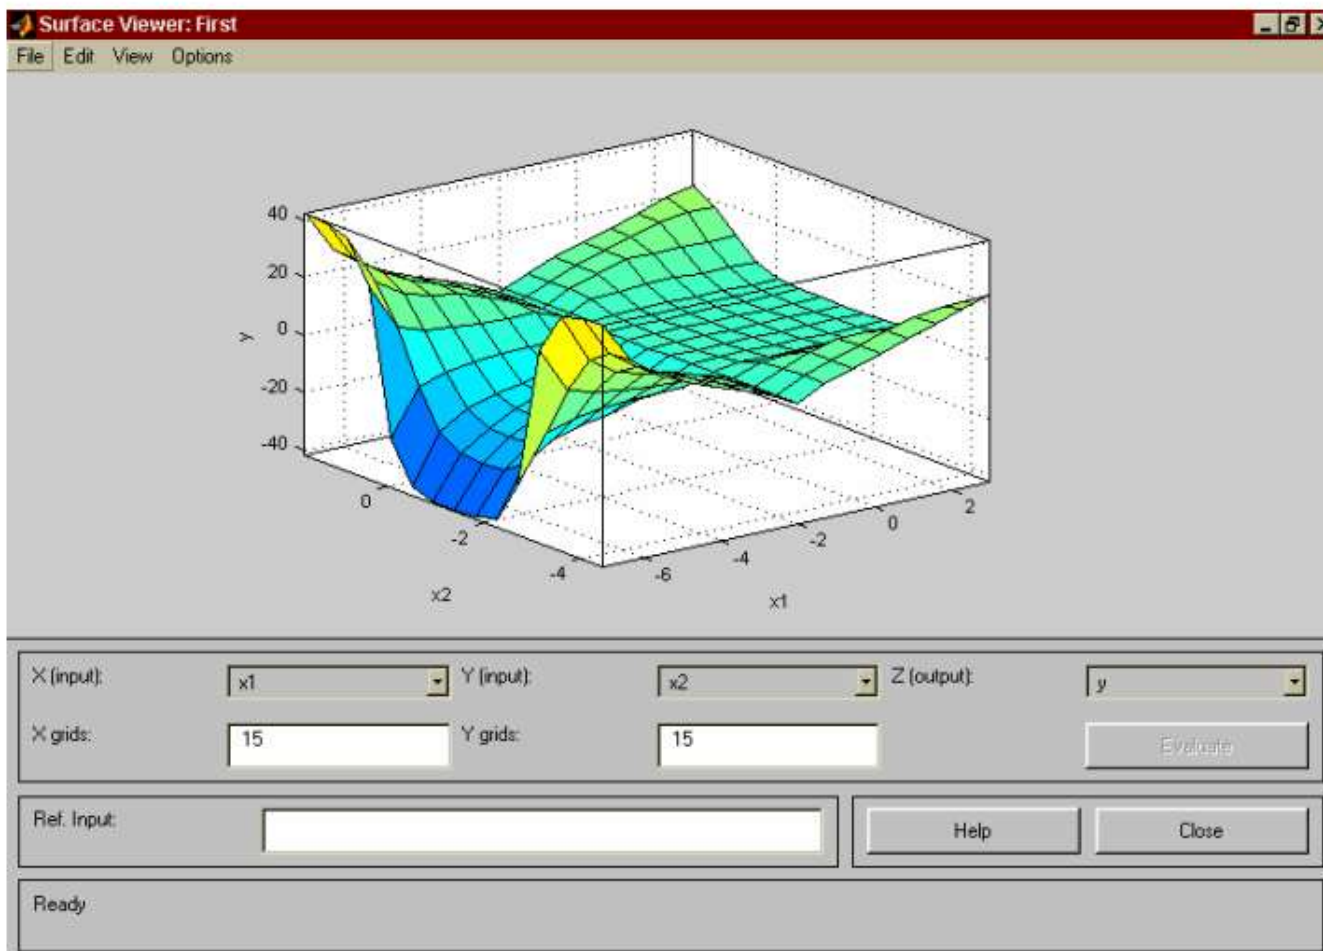 Surface Viewer: First
File Edit View Options
40
20
0
-20
-40
y
0
-2
-4
x2
-6
-4
-2
0
2
x1
X (input): x1 Y (input): x2 Z (output): y
X grids: 15 Y grids: 15 Evaluate
Ref. Input: Help Close
Ready